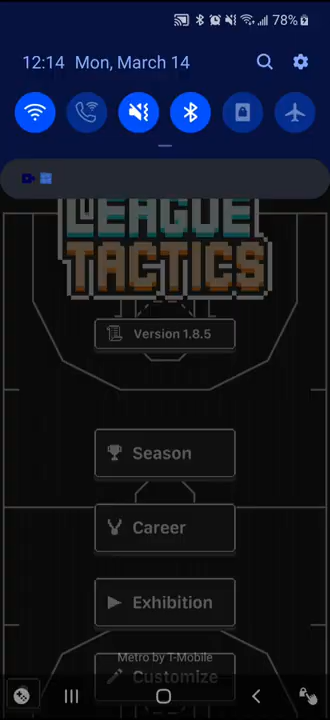 78%
12:14 Mon, March 14
LEAGUE
TACTICS
Version 1.8.5
Season
Career
Exhibition
Metro by T-Mobile
Customize